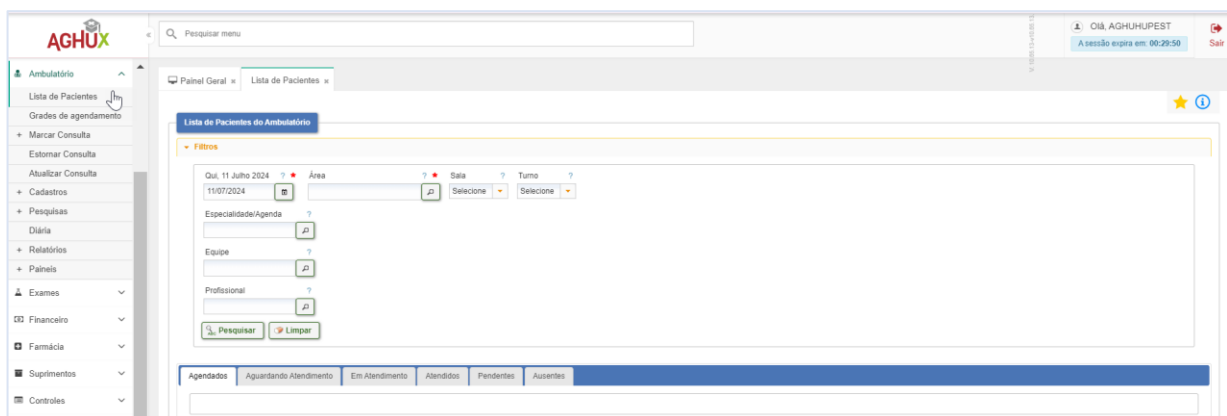 AGHUX
«
Pesquisar menu
Olá, AGHUHUPEST
A sessão expira em: 00:29:50
Sair
Ambulatório
Lista de Pacientes
Grades de agendamento
+ Marcar Consulta
Estornar Consulta
Atualizar Consulta
+ Cadastros
+ Pesquisas
Diária
+ Relatórios
+ Paineis
Exames
Financeiro
Farmácia
Suprimentos
Controles
Painel Geral ×
Lista de Pacientes ×
Lista de Pacientes do Ambulatório
Filtros
Qui, 11 Julho 2024 ? Área ? Sala ? Turno ?
11/07/2024 Selecione Selecione
Especialidade/Agenda ?
Equipe ?
Profissional ?
Pesquisar Limpar
Agendados Aguardando Atendimento Em Atendimento Atendidos Pendentes Ausentes